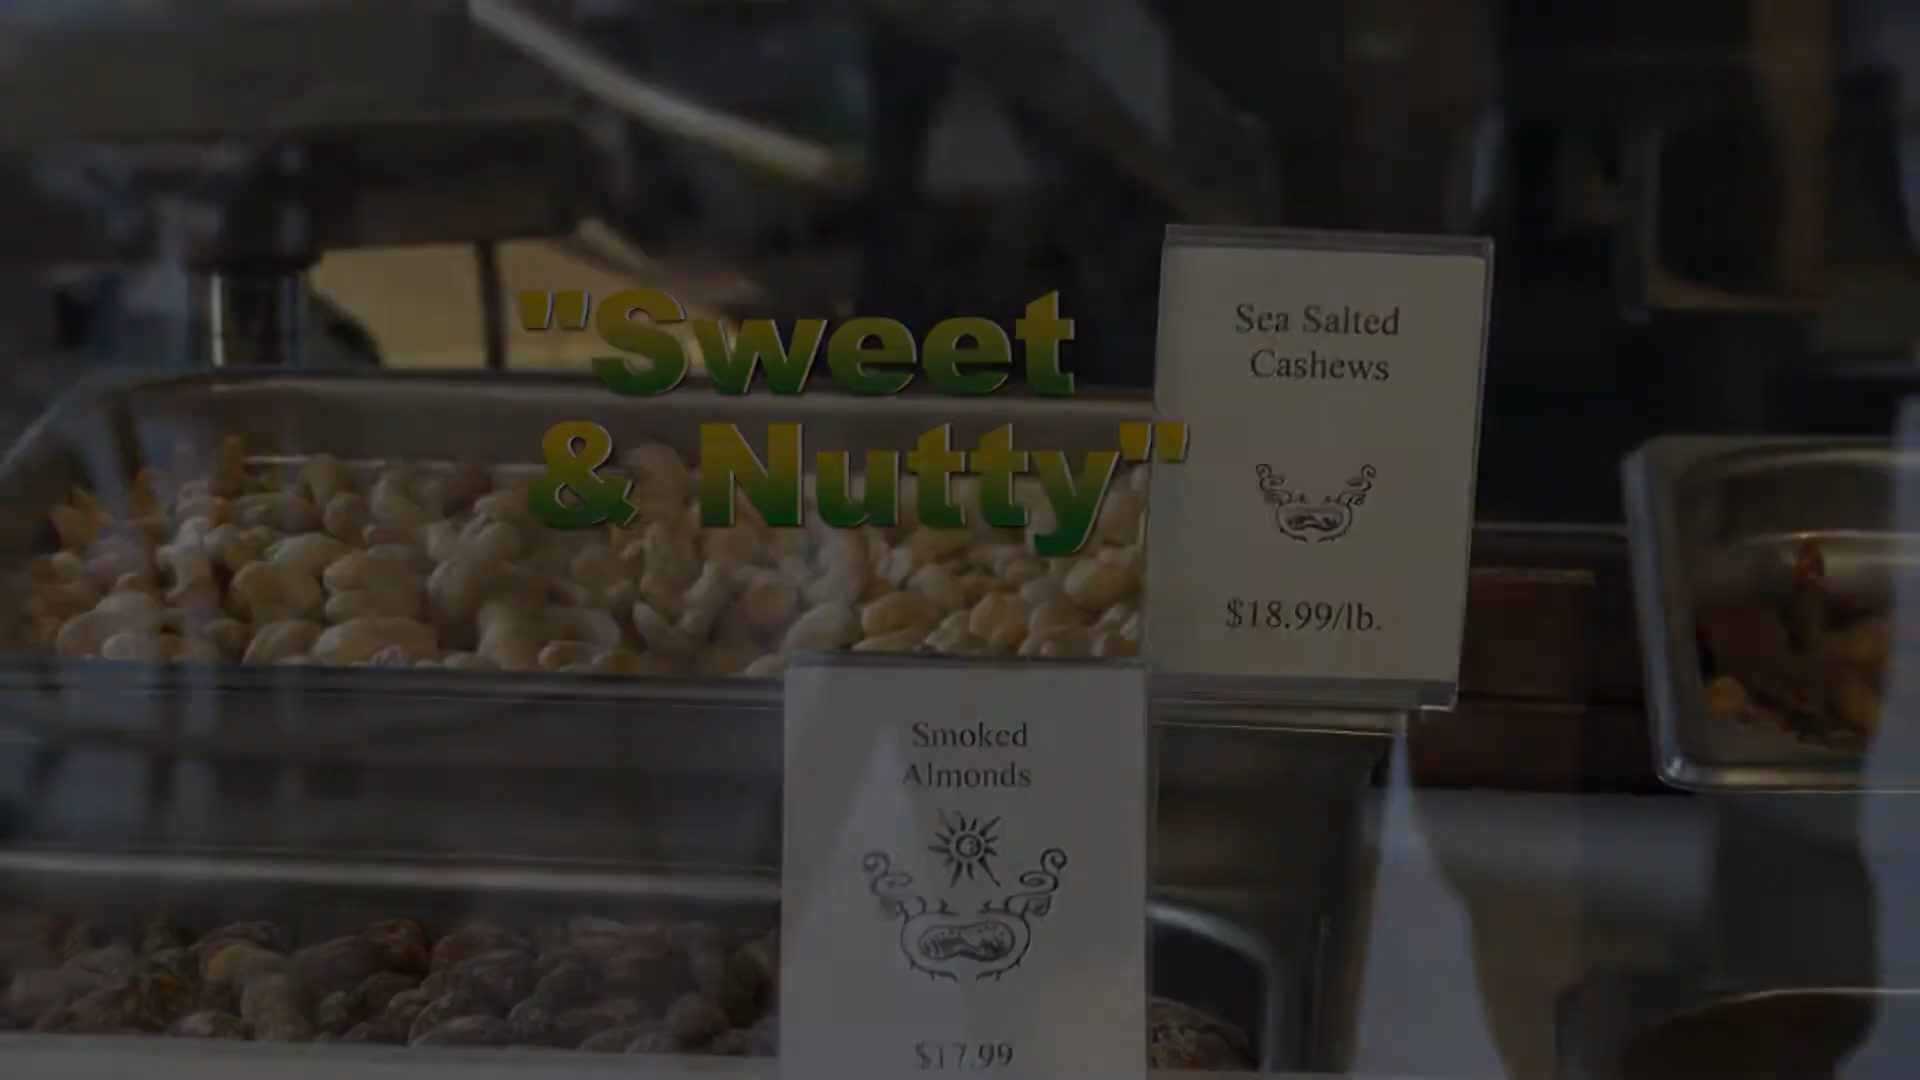 "Sweet
& Nutty"
Sea Salted
Cashews
$18.99/lb.
Smoked
Almonds
$17.99